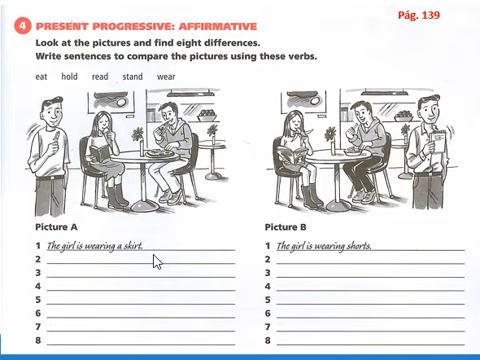 Pág. 139
4 PRESENT PROGRESSIVE: AFFIRMATIVE
Look at the pictures and find eight differences.
Write sentences to compare the pictures using these verbs.
eat hold read stand wear
Picture A
1 The girl is wearing a skirt.
2
3
4
5
6
7
8
Picture B
1 The girl is wearing shorts.
2
3
4
5
6
7
8